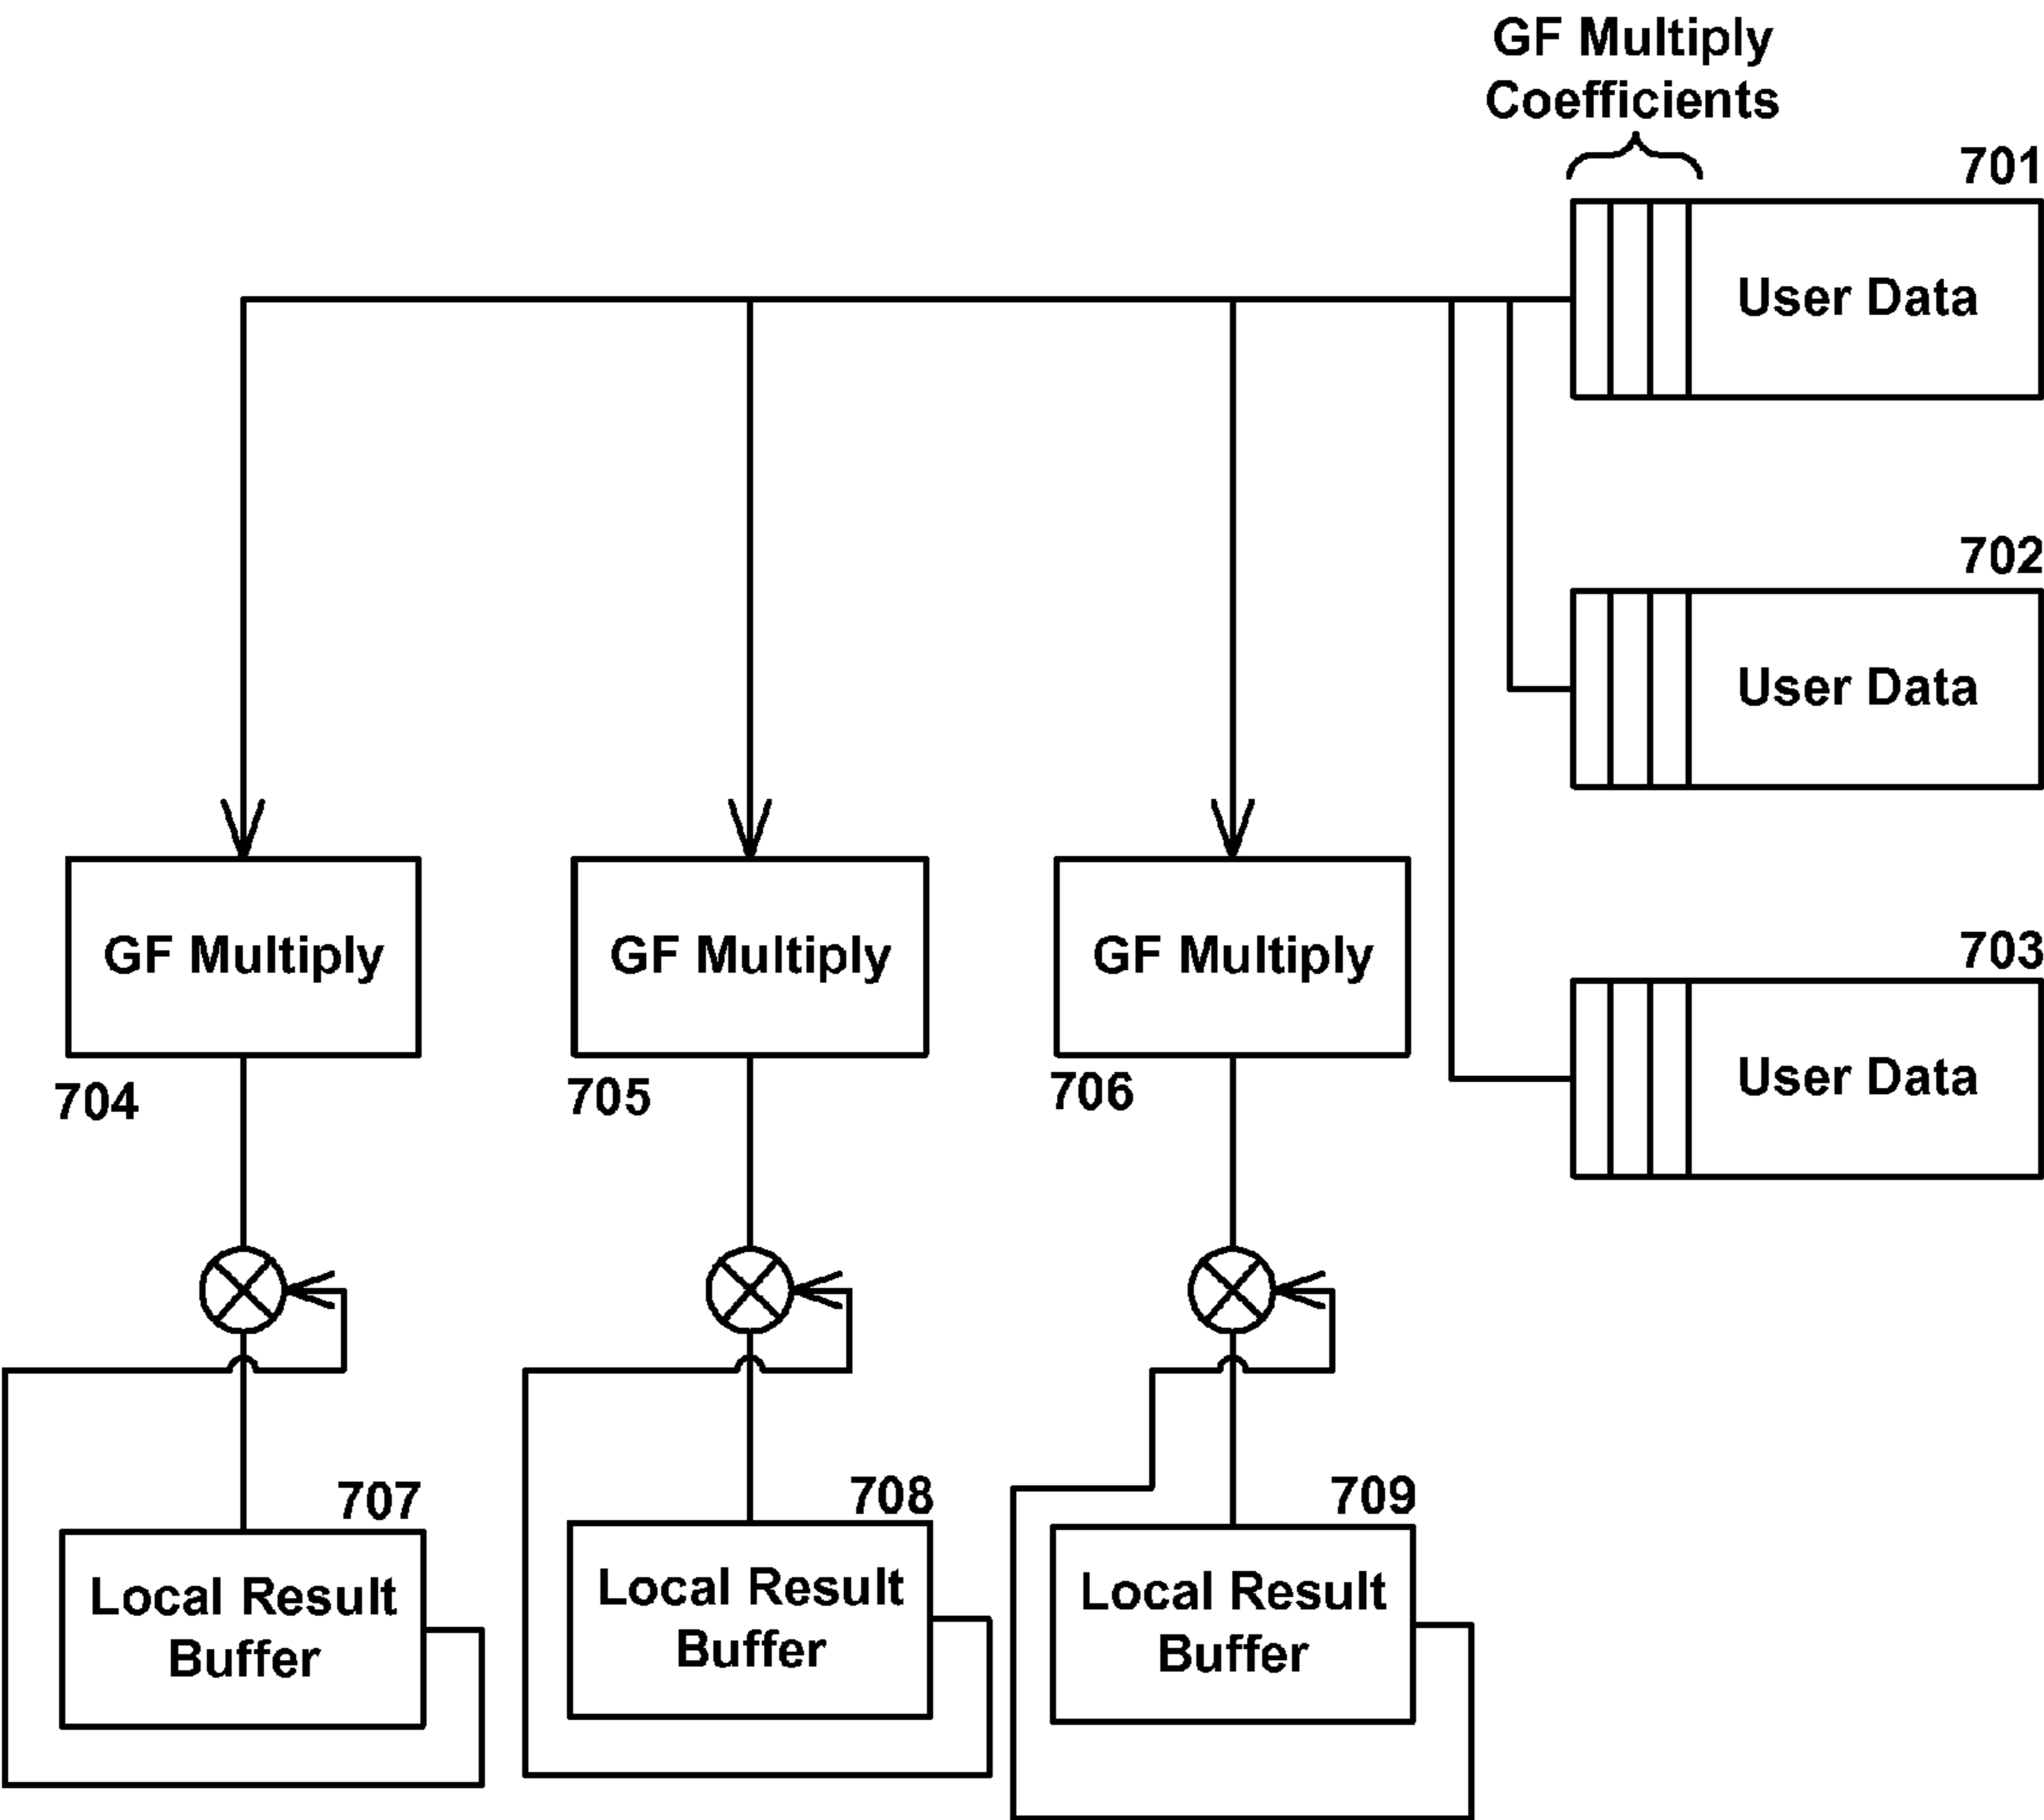 GF Multiply
Coefficients
701
User Data
702
User Data
703
User Data
GF Multiply
704
GF Multiply
705
GF Multiply
706
707
Local Result
Buffer
708
Local Result
Buffer
709
Local Result
Buffer